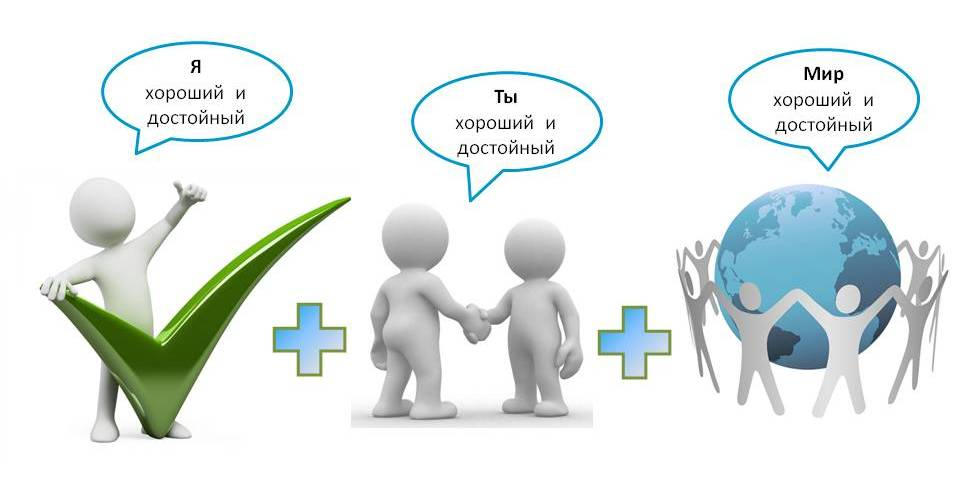 Я
хороший и
достойный
Ты
хороший и
достойный
Мир
хороший и
достойный